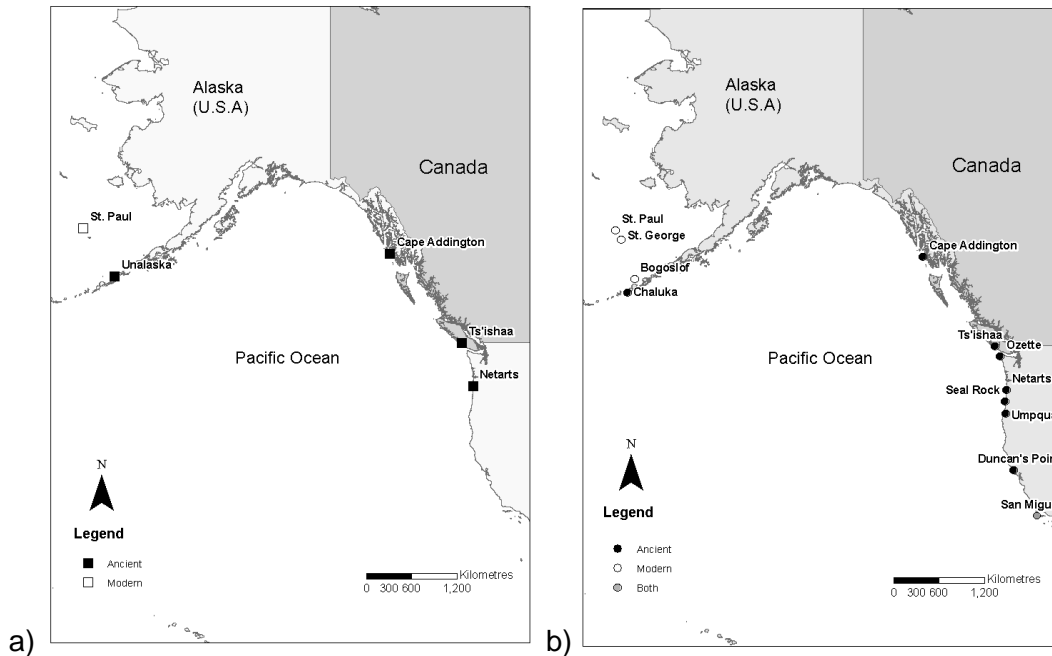 Alaska
(U.S.A)
Canada
St. Paul
Cape Addington
Unalaska
Ts'ishaa
Pacific Ocean
Netarts
N
Legend
Ancient
Modern
Kilometres
0 300 600 1,200
a)
Alaska
(U.S.A)
Canada
St. Paul
St. George
Cape Addington
Bogoslof
Chaluka
Ts'ishaa
Ozette
Pacific Ocean
Netarts
Seal Rock
Umpqua
Duncan's Poin
San Migu
N
Legend
Ancient
Modern
Both
Kilometres
0 300 600 1,200
b)